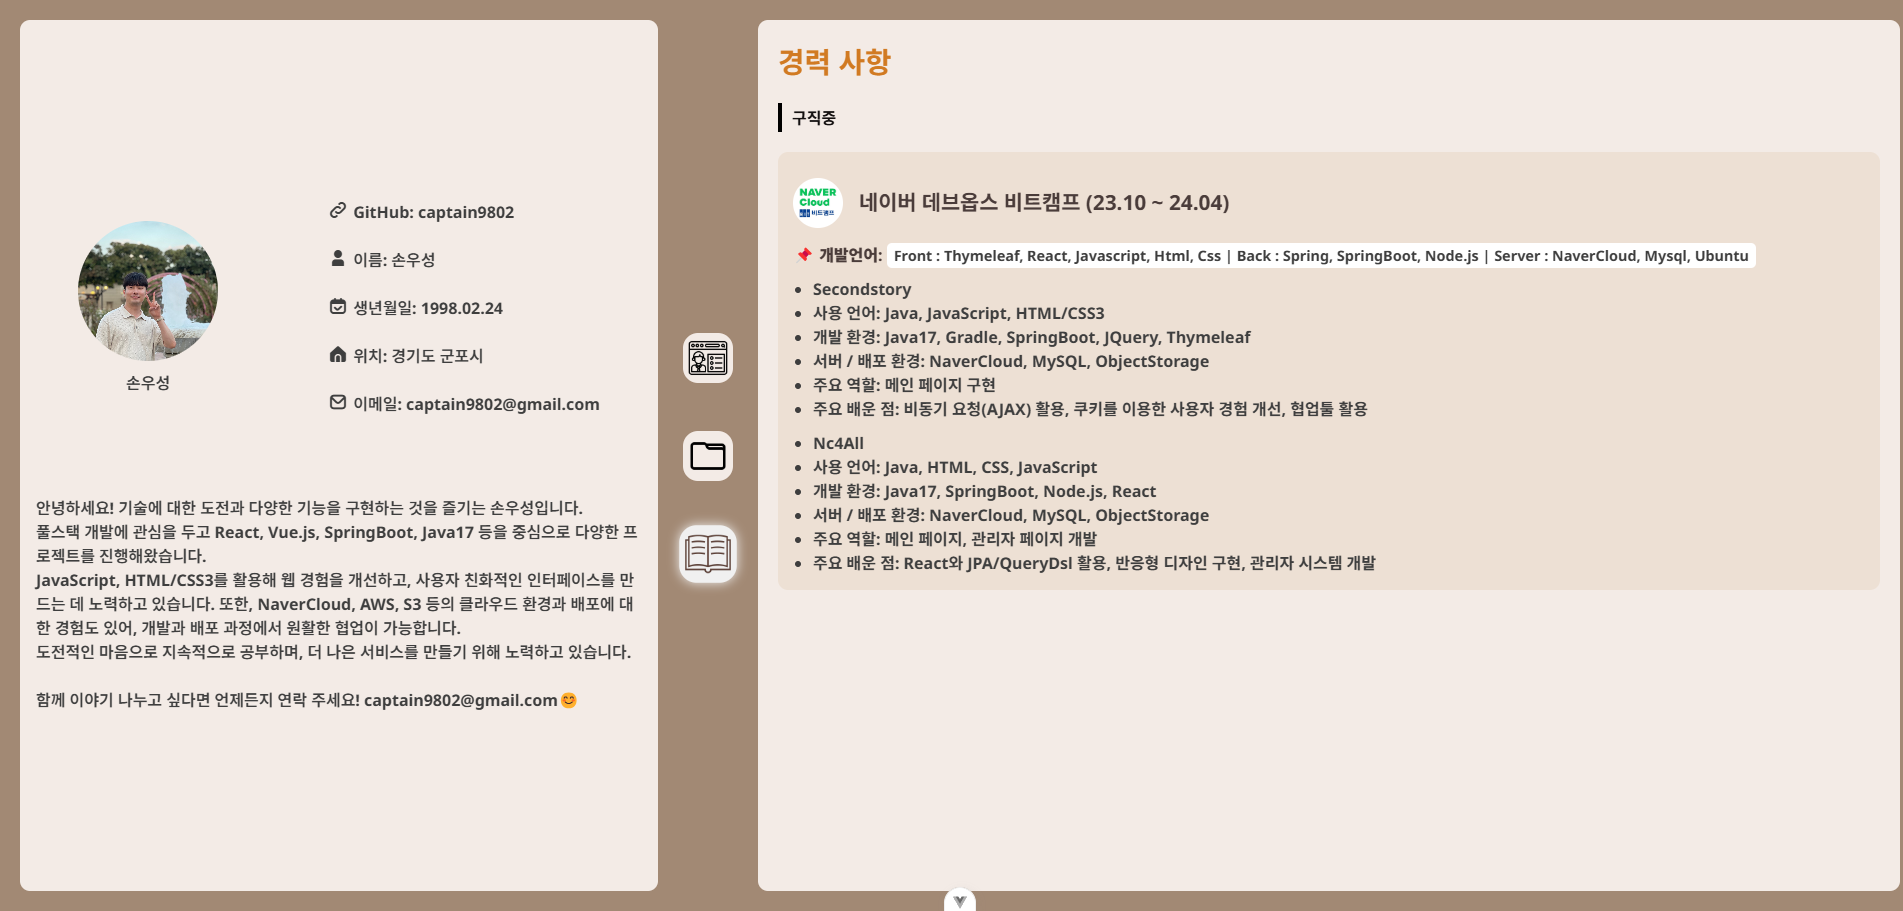 GitHub: captain9802
이름: 손우성
생년월일: 1998.02.24
위치: 경기도 군포시
이메일: captain9802@gmail.com
손우성
안녕하세요! 기술에 대한 도전과 다양한 기능을 구현하는 것을 즐기는 손우성입니다.
풀스택 개발에 관심을 두고 React, Vue.js, SpringBoot, Java17 등을 중심으로 다양한 프
로젝트를 진행해왔습니다.
JavaScript, HTML/CSS3를 활용해 웹 경험을 개선하고, 사용자 친화적인 인터페이스를 만
드는 데 노력하고 있습니다. 또한, NaverCloud, AWS, S3 등의 클라우드 환경과 배포에 대
한 경험도 있어, 개발과 배포 과정에서 원활한 협업이 가능합니다.
도전적인 마음으로 지속적으로 공부하며, 더 나은 서비스를 만들기 위해 노력하고 있습니다.
함께 이야기 나누고 싶다면 언제든지 연락 주세요! captain9802@gmail.com😊
경력 사항
구직중
NAVER
Cloud
비트캠프
네이버 데브옵스 비트캠프 (23.10 ~ 24.04)
📌 개발언어: Front : Thymeleaf, React, Javascript, Html, Css | Back : Spring, SpringBoot, Node.js | Server : NaverCloud, Mysql, Ubuntu
• Secondstory
• 사용 언어: Java, JavaScript, HTML/CSS3
• 개발 환경: Java17, Gradle, SpringBoot, JQuery, Thymeleaf
• 서버 / 배포 환경: NaverCloud, MySQL, ObjectStorage
• 주요 역할: 메인 페이지 구현
• 주요 배운 점: 비동기 요청(AJAX) 활용, 쿠키를 이용한 사용자 경험 개선, 협업툴 활용
• Nc4All
• 사용 언어: Java, HTML, CSS, JavaScript
• 개발 환경: Java17, SpringBoot, Node.js, React
• 서버 / 배포 환경: NaverCloud, MySQL, ObjectStorage
• 주요 역할: 메인 페이지, 관리자 페이지 개발
• 주요 배운 점: React와 JPA/QueryDsl 활용, 반응형 디자인 구현, 관리자 시스템 개발